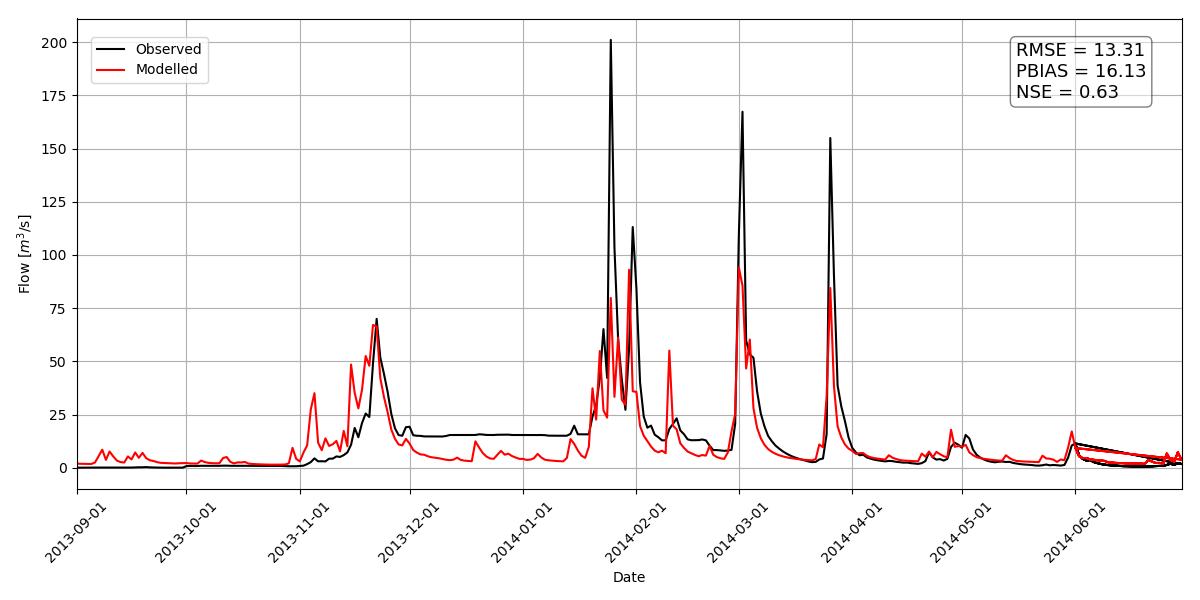 200
175
150
125
100
75
50
25
0
Flow [$m^3$/s]
Observed
Modelled
RMSE = 13.31
PBIAS = 16.13
NSE = 0.63
2013-09-01
2013-10-01
2013-11-01
2013-12-01
2014-01-01
2014-02-01
2014-03-01
2014-04-01
2014-05-01
2014-06-01
Date